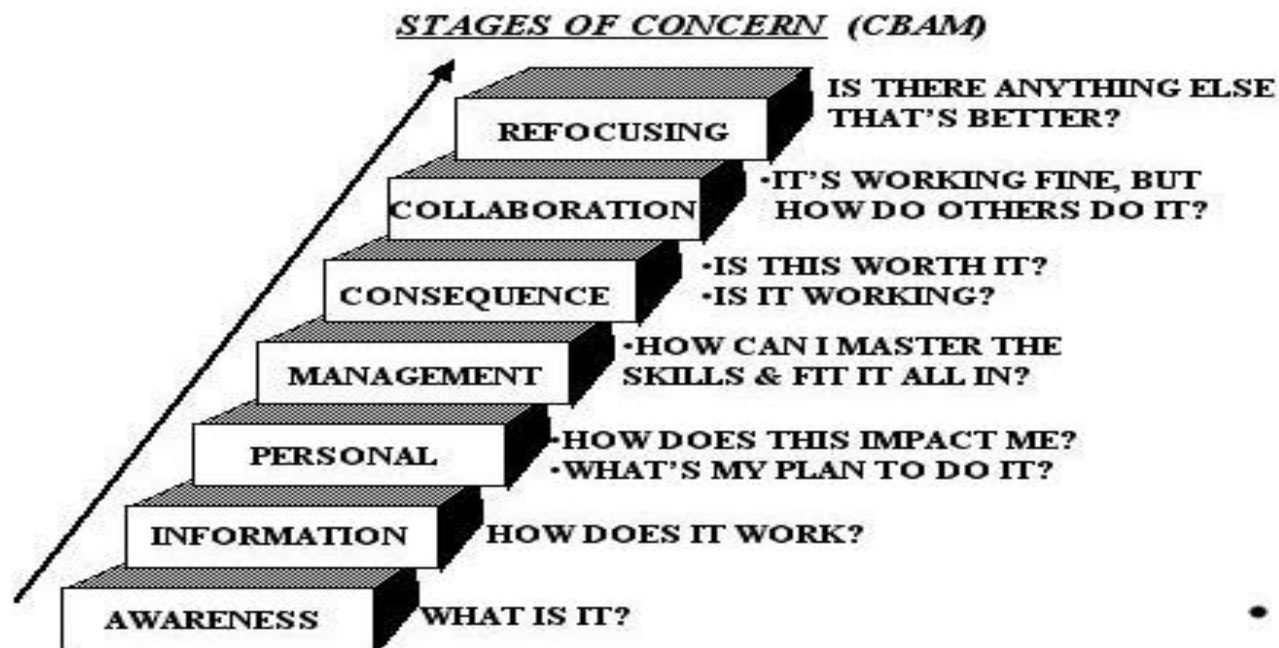 STAGES OF CONCERN (CBAM)
REFOCUSING
IS THERE ANYTHING ELSE
THAT'S BETTER?
COLLABORATION
•IT'S WORKING FINE, BUT
HOW DO OTHERS DO IT?
CONSEQUENCE
•IS THIS WORTH IT?
•IS IT WORKING?
MANAGEMENT
•HOW CAN I MASTER THE
SKILLS & FIT IT ALL IN?
PERSONAL
•HOW DOES THIS IMPACT ME?
•WHAT'S MY PLAN TO DO IT?
INFORMATION
HOW DOES IT WORK?
AWARENESS
WHAT IS IT?
•